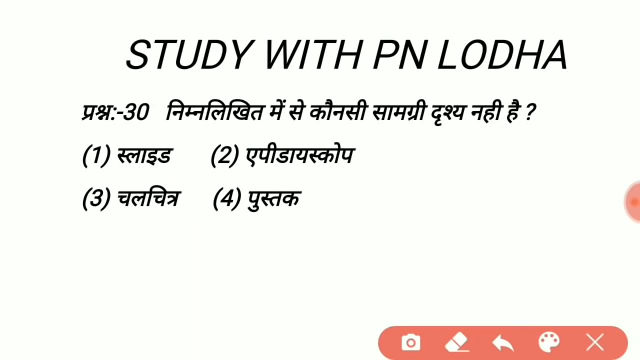 STUDY WITH PN LODHA
प्रश्न:-30 निम्नलिखित में से कौनसी सामग्री दृश्य नही है ?
(1) स्लाइड (2) एपीडायस्कोप
(3) चलचित्र (4) पुस्तक